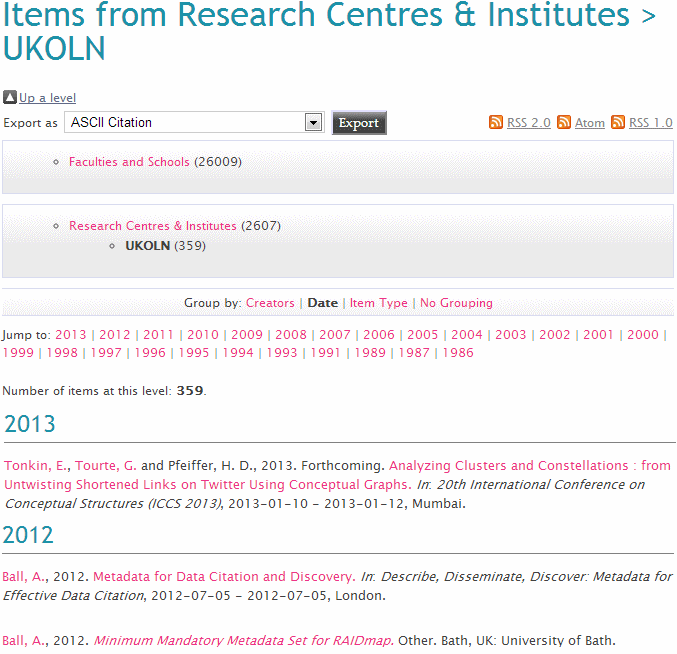 Items from Research Centres & Institutes >
UKOLN
Up a level
Export as ASCII Citation Export RSS 2.0 Atom RSS 1.0
Faculties and Schools (26009)
Research Centres & Institutes (2607)
UKOLN (359)
Group by: Creators | Date | Item Type | No Grouping
Jump to: 2013 | 2012 | 2011 | 2010 | 2009 | 2008 | 2007 | 2006 | 2005 | 2004 | 2003 | 2002 | 2001 | 2000 |
1999 | 1998 | 1997 | 1996 | 1995 | 1994 | 1993 | 1991 | 1989 | 1987 | 1986
Number of items at this level: 359.
2013
Tonkin, E., Tourte, G. and Pfeiffer, H. D., 2013. Forthcoming. Analyzing Clusters and Constellations : from
Untwisting Shortened Links on Twitter Using Conceptual Graphs. In: 20th International Conference on
Conceptual Structures (ICCS 2013), 2013-01-10 - 2013-01-12, Mumbai.
2012
Ball, A., 2012. Metadata for Data Citation and Discovery. In: Describe, Disseminate, Discover: Metadata for
Effective Data Citation, 2012-07-05 - 2012-07-05, London.
Ball, A., 2012. Minimum Mandatory Metadata Set for RAIDmap. Other. Bath, UK: University of Bath.